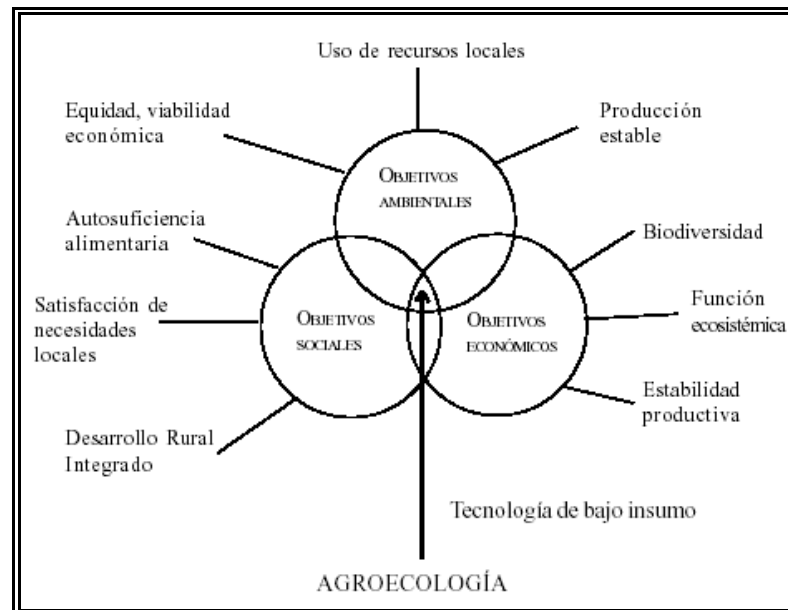 Uso de recursos locales
Equidad, viabilidad
económica
Producción
estable
OBJETIVOS
AMBIENTALES
Autosuficiencia
alimentaria
Biodiversidad
Satisfacción de
necesidades
locales
OBJETIVOS
SOCIALES
OBJETIVOS
ECONÓMICOS
Función
ecosistémica
Estabilidad
productiva
Desarrollo Rural
Integrado
Tecnología de bajo insumo
AGROECOLOGÍA